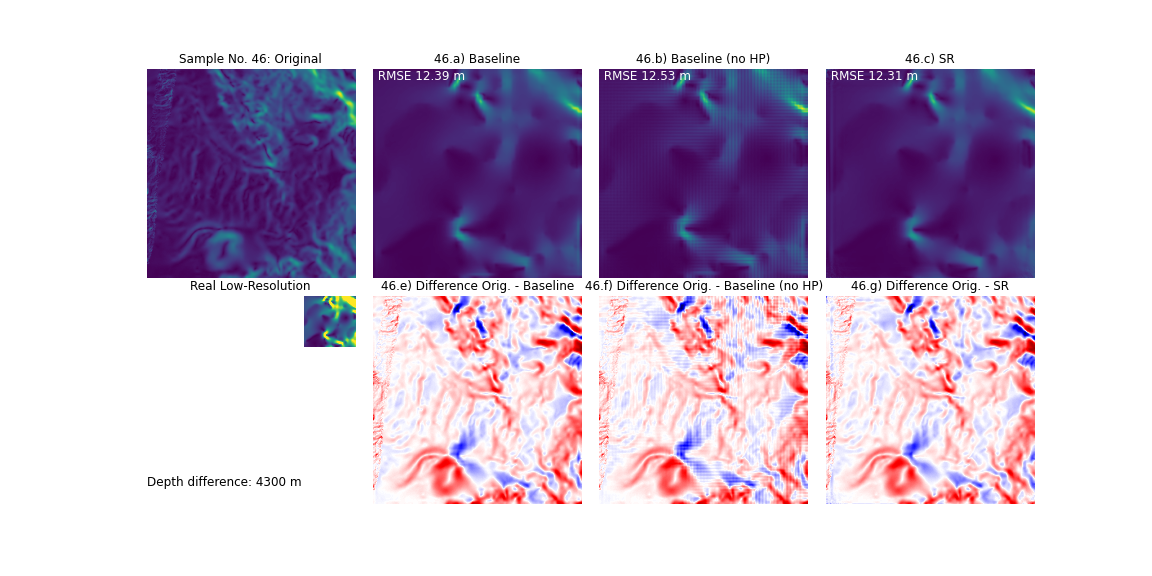 Sample No. 46: Original
46.a) Baseline
46.b) Baseline (no HP)
46.c) SR
RMSE 12.39 m
RMSE 12.53 m
RMSE 12.31 m
Real Low-Resolution
46.e) Difference Orig. - Baseline
46.f) Difference Orig. - Baseline (no HP)
46.g) Difference Orig. - SR
Depth difference: 4300 m